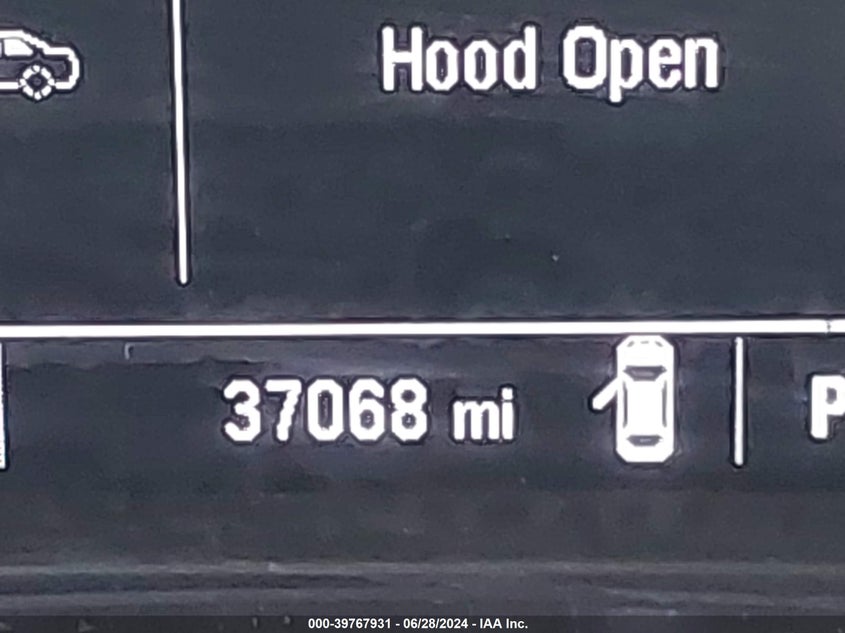 Hood Open
37068 mi
P
000-39767931 - 06/28/2024 - IAA Inc.